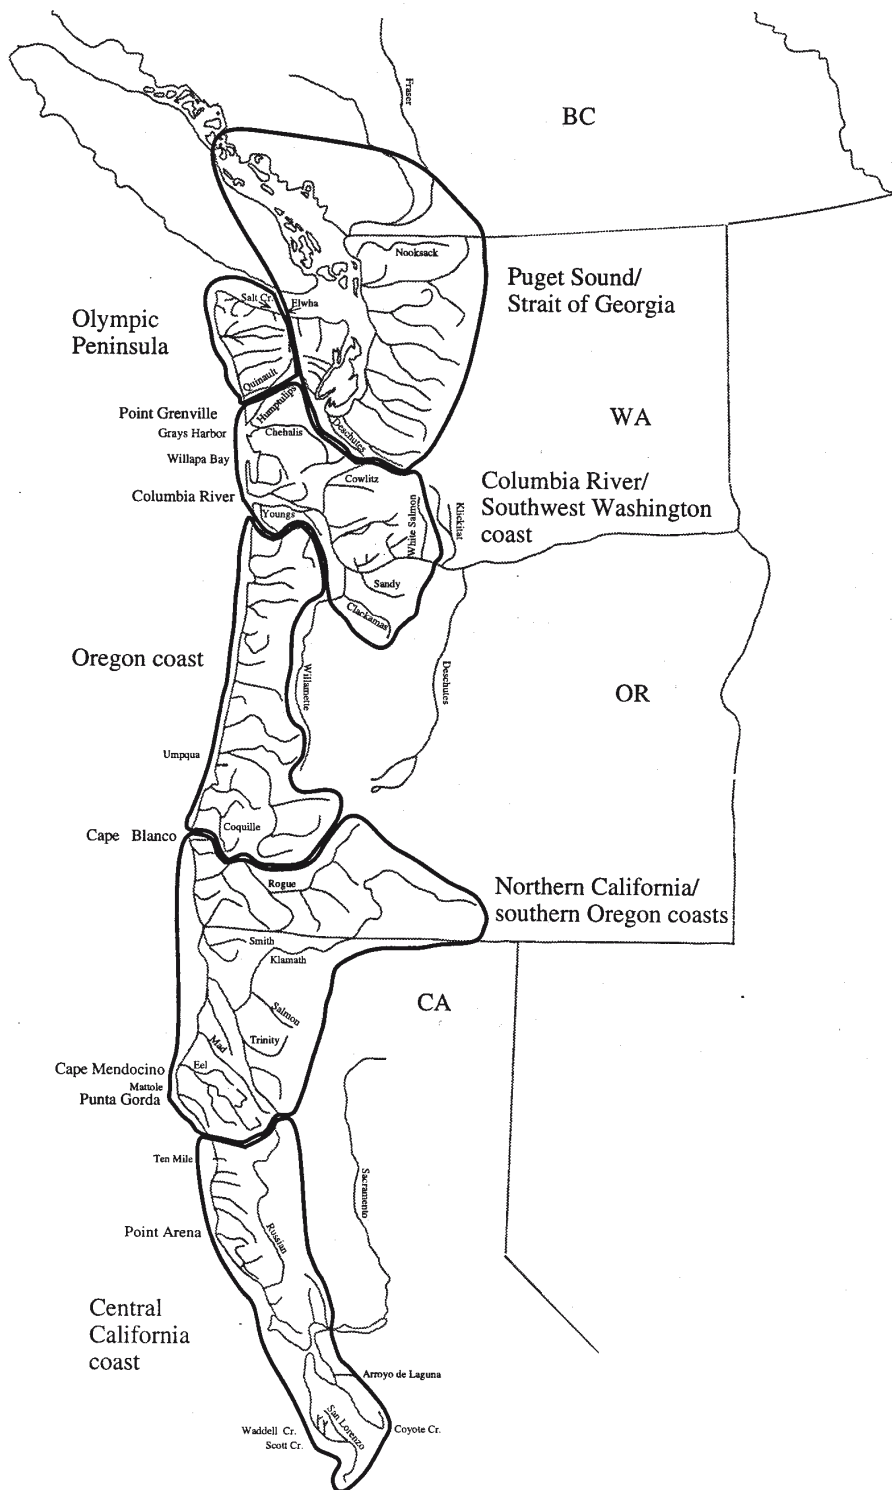 Fraser
BC
Nooksack
Puget Sound/
Strait of Georgia
Salt Cr.
Elwha
Olympic
Peninsula
Quinault
Humptulips
Point Grenville
WA
Grays Harbor
Chehalis
Deschutes
Willapa Bay
Cowlitz
Columbia River/
Southwest Washington
coast
Columbia River
Youngs
White Salmon
Klickitat
Sandy
Clackamas
Oregon coast
Willamette
Deschutes
OR
Umpqua
Coquille
Cape Blanco
Rogue
Northern California/
southern Oregon coasts
Smith
Klamath
CA
Salmon
Mad
Trinity
Eel
Cape Mendocino
Mattole
Punta Gorda
Ten Mile
Sacramento
Point Arena
Russian
Central
California
coast
Arroyo de Laguna
San Lorenzo
Waddell Cr.
Coyote Cr.
Scott Cr.